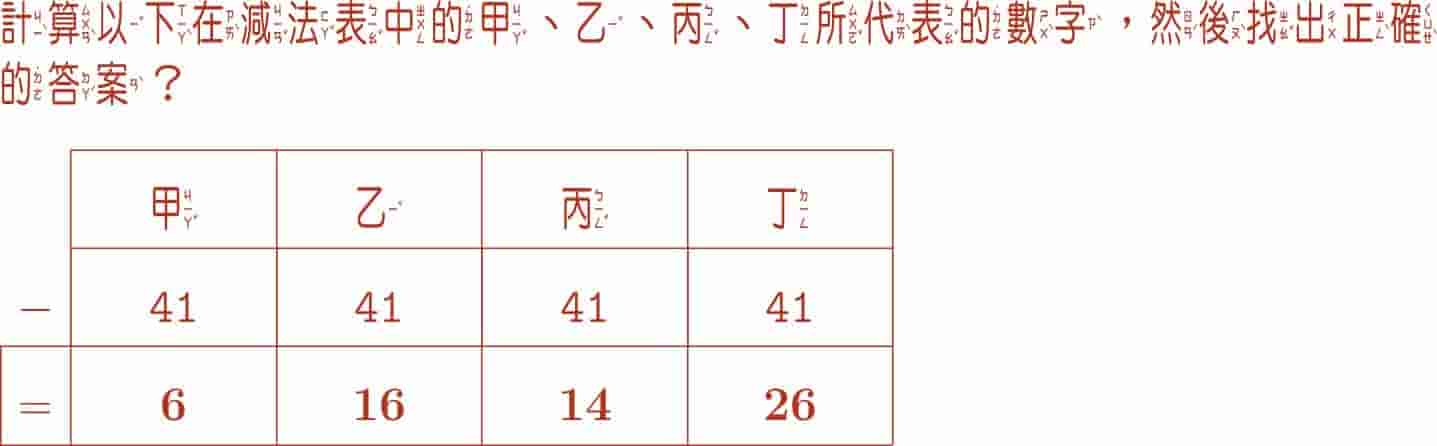 計算以下在減法表中的甲、乙、丙、丁所代表的數字，然後找出正確
的答案？
甲 乙 丙 丁
− 41 41 41 41
= 6 16 14 26